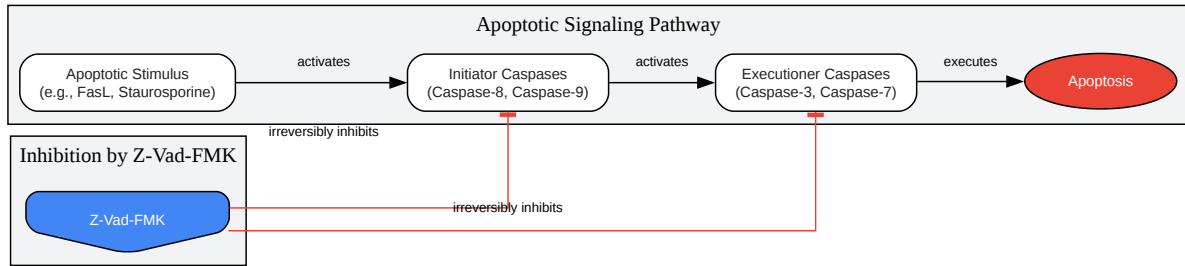 Apoptotic Signaling Pathway
activates
activates
executes
Apoptotic Stimulus
(e.g., FasL, Staurosporine)
Initiator Caspases
(Caspase-8, Caspase-9)
Executioner Caspases
(Caspase-3, Caspase-7)
Apoptosis
irreversibly inhibits
Inhibition by Z-Vad-FMK
Z-Vad-FMK
irreversibly inhibits